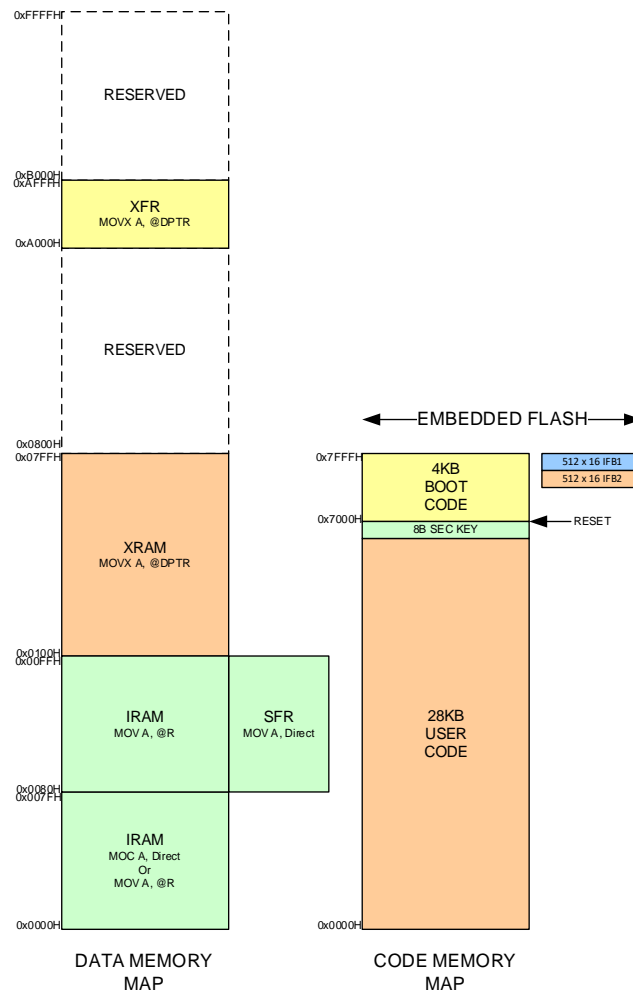 0xFFFFH
RESERVED
0xB000H
0xAFFFH
XFR
MOVX A, @DPTR
0xA000H
RESERVED
0x0800H
0x07FFH
XRAM
MOVX A, @DPTR
0x0100H
0x00FFH
IRAM
MOV A, @R
SFR
MOV A, Direct
0x0080H
0x007FH
IRAM
MOC A, Direct
Or
MOV A, @R
0x0000H
DATA MEMORY
MAP
EMBEDDED FLASH
0x7FFFH
4KB
BOOT
CODE
512 x 16 IFB1
512 x 16 IFB2
0x7000H
RESET
8B SEC KEY
28KB
USER
CODE
0x0000H
CODE MEMORY
MAP